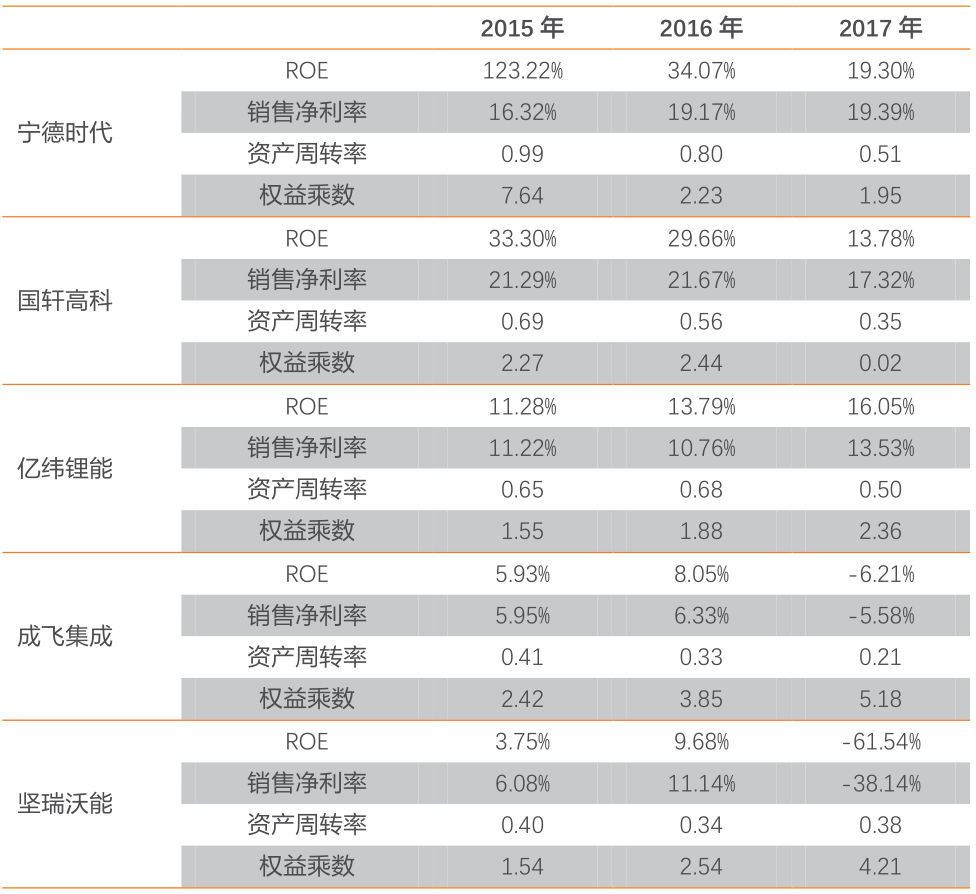 2015 年 2016 年 2017 年
宁德时代
ROE 123.22% 34.07% 19.30%
销售净利率 16.32% 19.17% 19.39%
资产周转率 0.99 0.80 0.51
权益乘数 7.64 2.23 1.95
国轩高科
ROE 33.30% 29.66% 13.78%
销售净利率 21.29% 21.67% 17.32%
资产周转率 0.69 0.56 0.35
权益乘数 2.27 2.44 0.02
亿纬锂能
ROE 11.28% 13.79% 16.05%
销售净利率 11.22% 10.76% 13.53%
资产周转率 0.65 0.68 0.50
权益乘数 1.55 1.88 2.36
成飞集成
ROE 5.93% 8.05% -6.21%
销售净利率 5.95% 6.33% -5.58%
资产周转率 0.41 0.33 0.21
权益乘数 2.42 3.85 5.18
坚瑞沃能
ROE 3.75% 9.68% -61.54%
销售净利率 6.08% 11.14% -38.14%
资产周转率 0.40 0.34 0.38
权益乘数 1.54 2.54 4.21